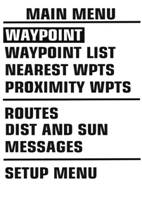 MAIN MENU
WAYPOINT
WAYPOINT LIST
NEAREST WPTS
PROXIMITY WPTS
ROUTES
DIST AND SUN
MESSAGES
SETUP MENU